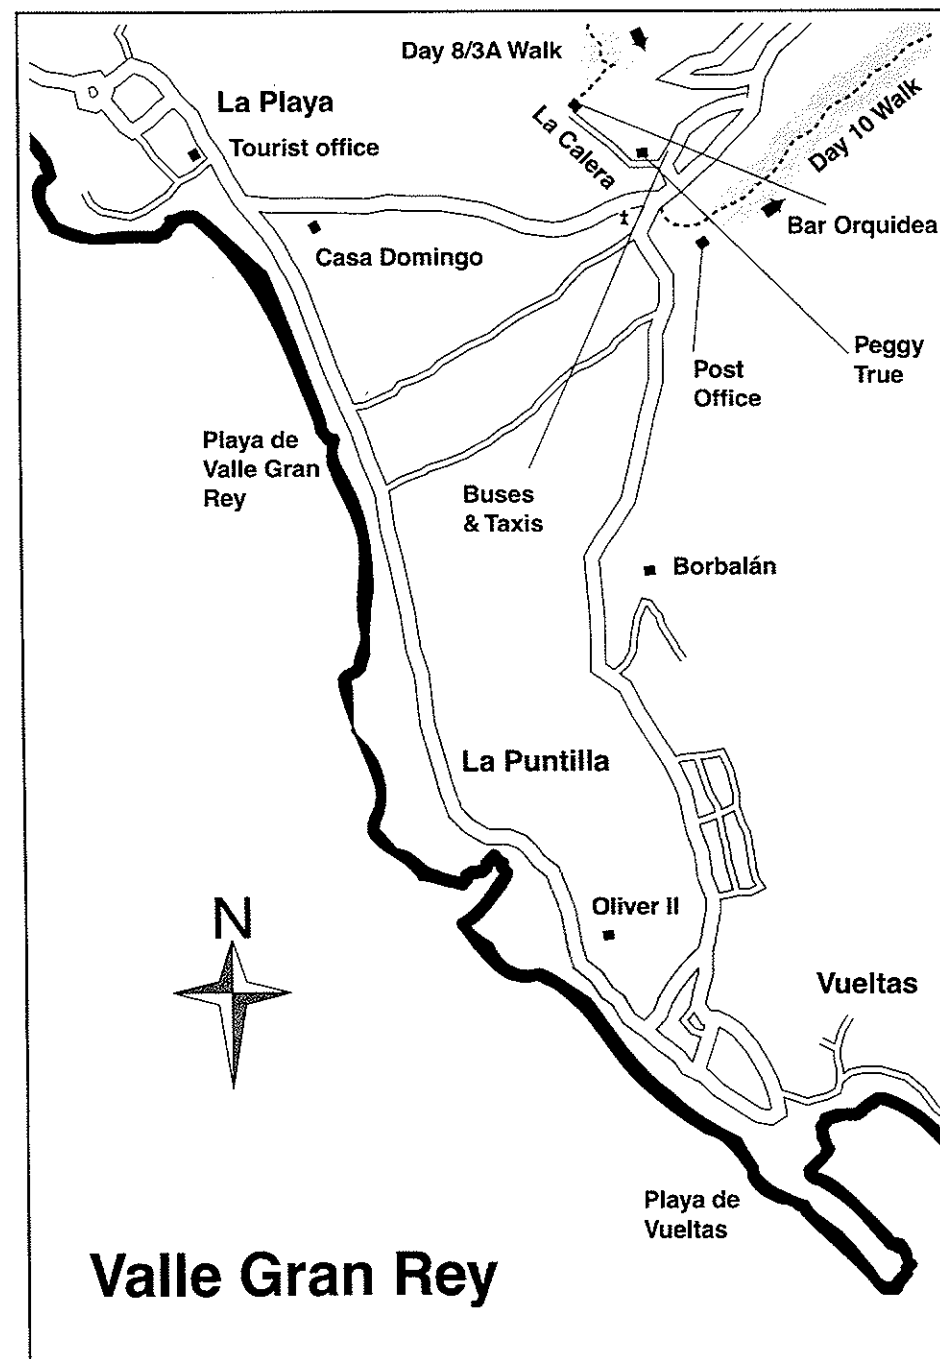 Day 8/3A Walk
La Playa
Tourist office
La Calera
Day 10 Walk
Bar Orquidea
Casa Domingo
Peggy
True
Post
Office
Playa de
Valle Gran
Rey
Buses
& Taxis
Borbalán
La Puntilla
N
Oliver II
Vueltas
Playa de
Vueltas
Valle Gran Rey